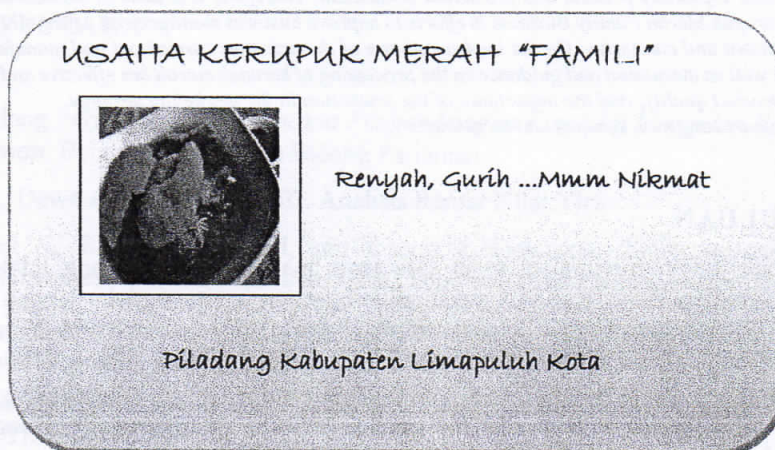 USAHA KERUPUK MERAH "FAMILI"
Renyah, Gurih ...Mmm Nikmat
Piladang Kabupaten Limapuluh Kota